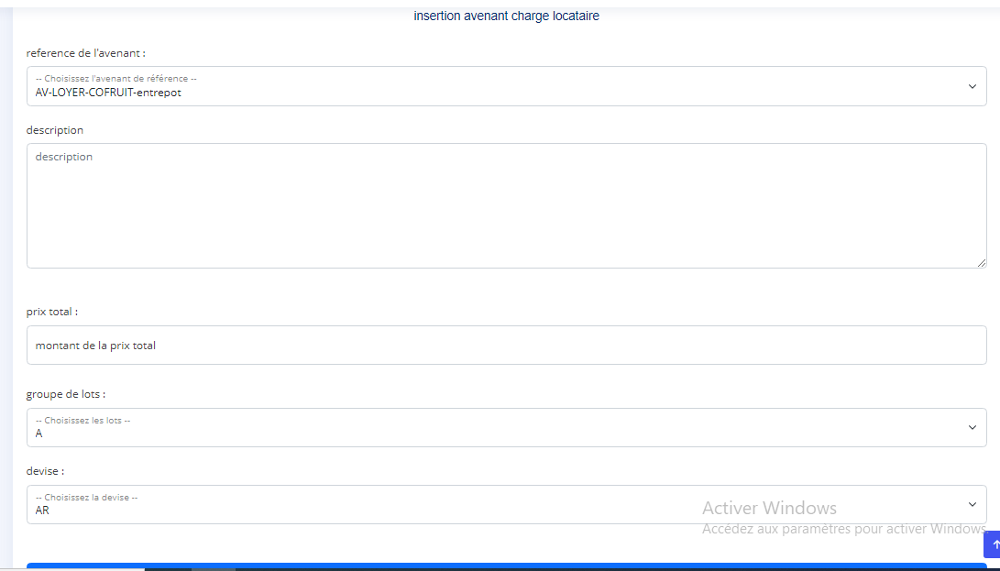 insertion avenant charge locataire
reference de l'avenant :
-- Choisissez l'avenant de référence --
AV-LOYER-COFRUIT-entrepot
description
description
prix total :
montant de la prix total
groupe de lots :
-- Choisissez les lots --
A
devise :
-- Choisissez la devise --
AR
Activer Windows
Accédez aux paramètres pour activer Windows